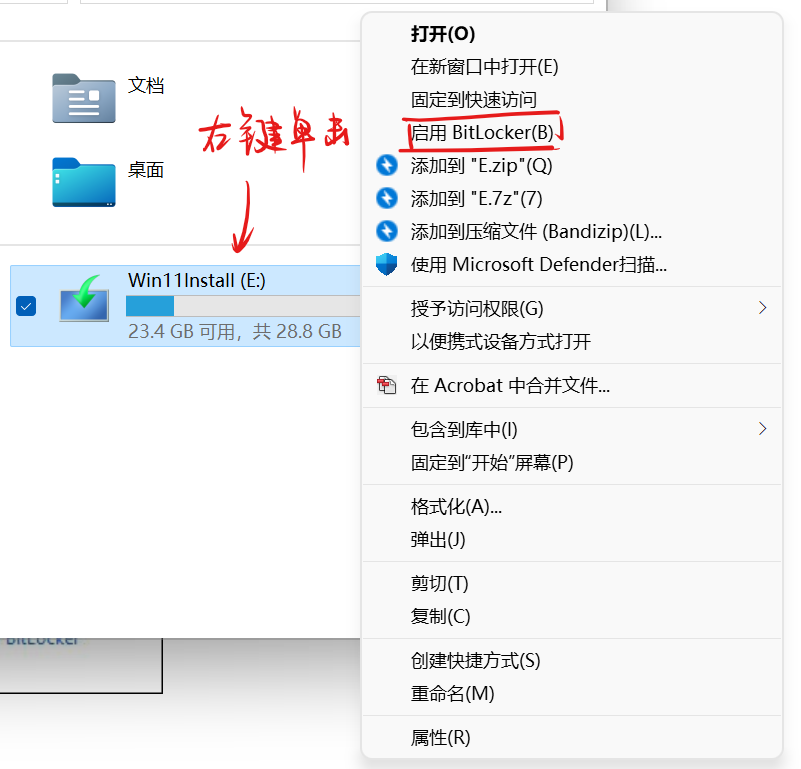 文档
桌面
右键单击
Win11Install (E:)
23.4 GB 可用，共 28.8 GB
BitLocker
打开(O)
在新窗口中打开(E)
固定到快速访问
启用 BitLocker(B)
添加到 "E.zip"(Q)
添加到 "E.7z"(7)
添加到压缩文件 (Bandizip)(L)...
使用 Microsoft Defender扫描...
授予访问权限(G)
以便携式设备方式打开
在 Acrobat 中合并文件...
包含到库中(I)
固定到“开始”屏幕(P)
格式化(A)...
弹出(J)
剪切(T)
复制(C)
创建快捷方式(S)
重命名(M)
属性(R)